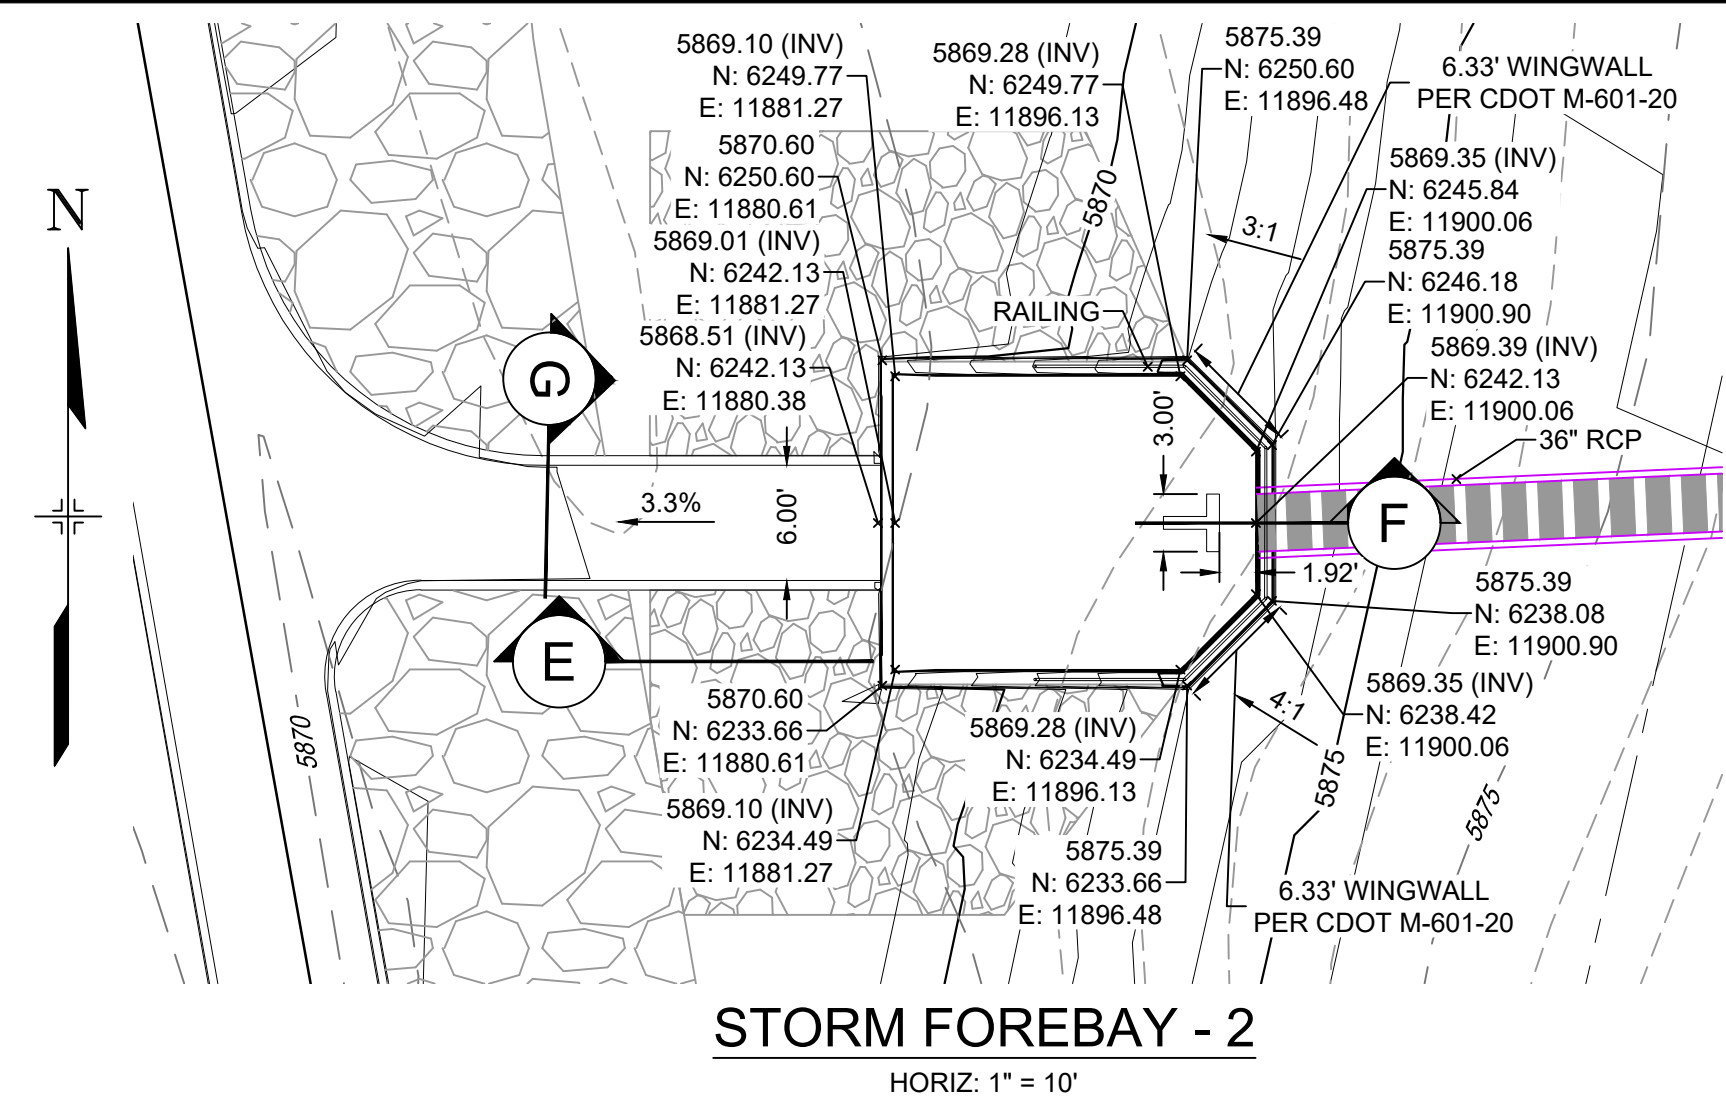 5869.10 (INV)
N: 6249.77
E: 11881.27
5869.28 (INV)
N: 6249.77
E: 11896.13
5875.39
N: 6250.60
E: 11896.48
6.33' WINGWALL
PER CDOT M-601-20
5870.60
N: 6250.60
E: 11880.61
5869.35 (INV)
N: 6245.84
E: 11900.06
5870
3:1
N
5869.01 (INV)
N: 6242.13
E: 11881.27
5875.39
N: 6246.18
E: 11900.90
5868.51 (INV)
N: 6242.13
E: 11880.38
RAILING
5869.39 (INV)
N: 6242.13
E: 11900.06
G
3.00'
36" RCP
3.3%
6.00'
F
1.92'
5875.39
N: 6238.08
E: 11900.90
E
5870.60
N: 6233.66
E: 11880.61
5869.28 (INV)
N: 6234.49
E: 11896.13
4:1
5869.35 (INV)
N: 6238.42
E: 11900.06
5870
5875
5875
5869.10 (INV)
N: 6234.49
E: 11881.27
5875.39
N: 6233.66
E: 11896.48
6.33' WINGWALL
PER CDOT M-601-20
STORM FOREBAY - 2
HORIZ: 1" = 10'